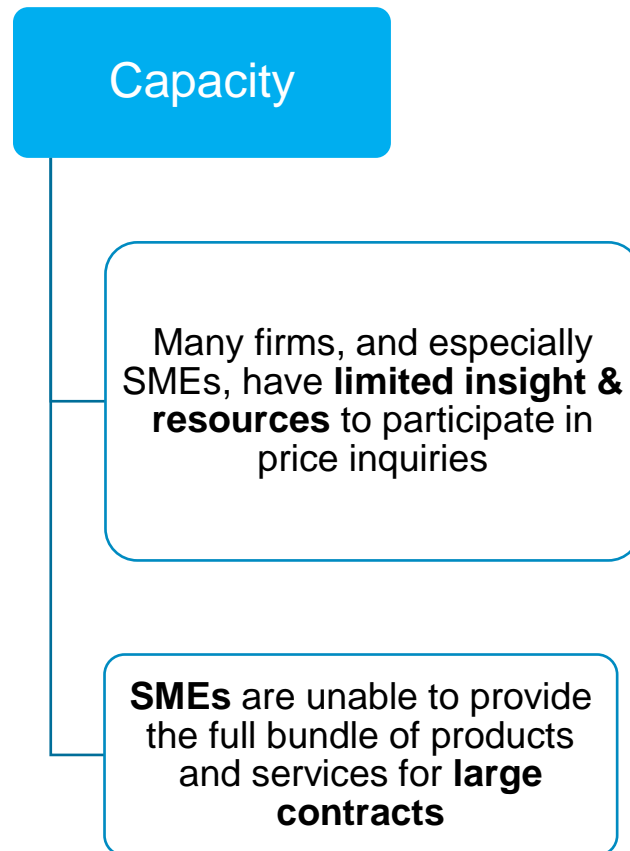 Capacity
Many firms, and especially
SMEs, have limited insight &
resources to participate in
price inquiries
SMEs are unable to provide
the full bundle of products
and services for large
contracts